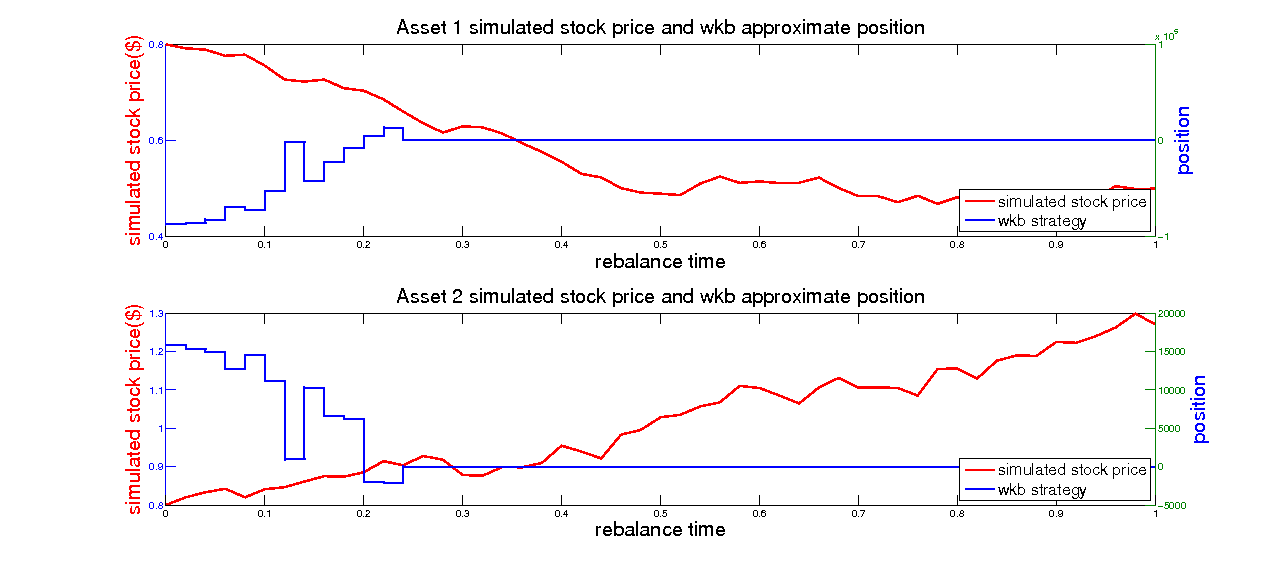 Asset 1 simulated stock price and wkb approximate position
x 10^5
simulated stock price($)
0.8
0.6
0.4
1
0
-1
position
simulated stock price
wkb strategy
0 0.1 0.2 0.3 0.4 0.5 0.6 0.7 0.8 0.9 1
rebalance time
Asset 2 simulated stock price and wkb approximate position
simulated stock price($)
1.3
1.2
1.1
1
0.9
0.8
20000
15000
10000
5000
0
-5000
position
simulated stock price
wkb strategy
0 0.1 0.2 0.3 0.4 0.5 0.6 0.7 0.8 0.9 1
rebalance time